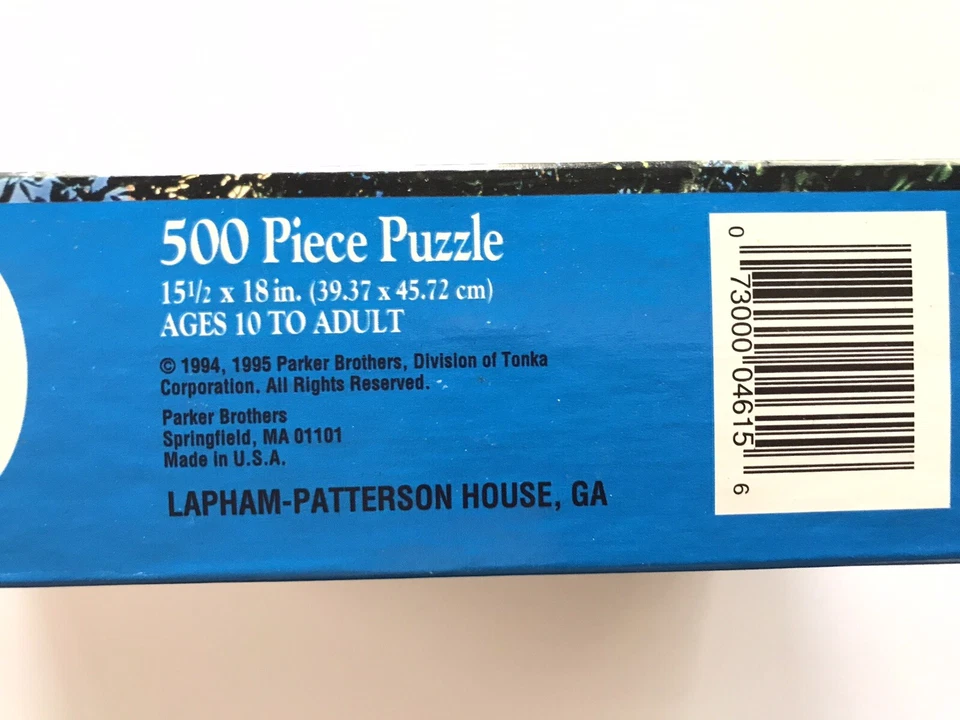 500 Piece Puzzle
15 1/2 x 18 in. (39.37 x 45.72 cm)
AGES 10 TO ADULT
© 1994, 1995 Parker Brothers, Division of Tonka
Corporation. All Rights Reserved.
Parker Brothers
Springfield, MA 01101
Made in U.S.A.
LAPHAM-PATTERSON HOUSE, GA
0 73000 04615 6